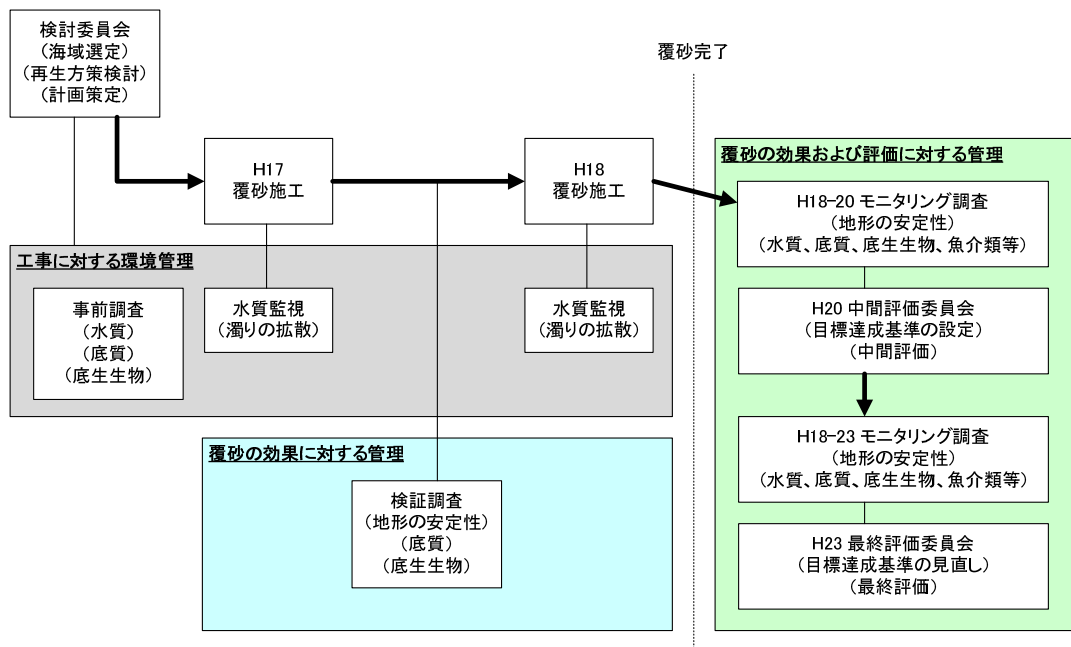 検討委員会
(海域選定)
(再生方策検討)
(計画策定)
覆砂完了
H17
覆砂施工
H18
覆砂施工
工事に対する環境管理
事前調査
(水質)
(底質)
(底生生物)
水質監視
(濁りの拡散)
水質監視
(濁りの拡散)
覆砂の効果に対する管理
検証調査
(地形の安定性)
(底質)
(底生生物)
覆砂の効果および評価に対する管理
H18-20 モニタリング調査
(地形の安定性)
(水質、底質、底生生物、魚介類等)
H20 中間評価委員会
(目標達成基準の設定)
(中間評価)
H18-23 モニタリング調査
(地形の安定性)
(水質、底質、底生生物、魚介類等)
H23 最終評価委員会
(目標達成基準の見直し)
(最終評価)